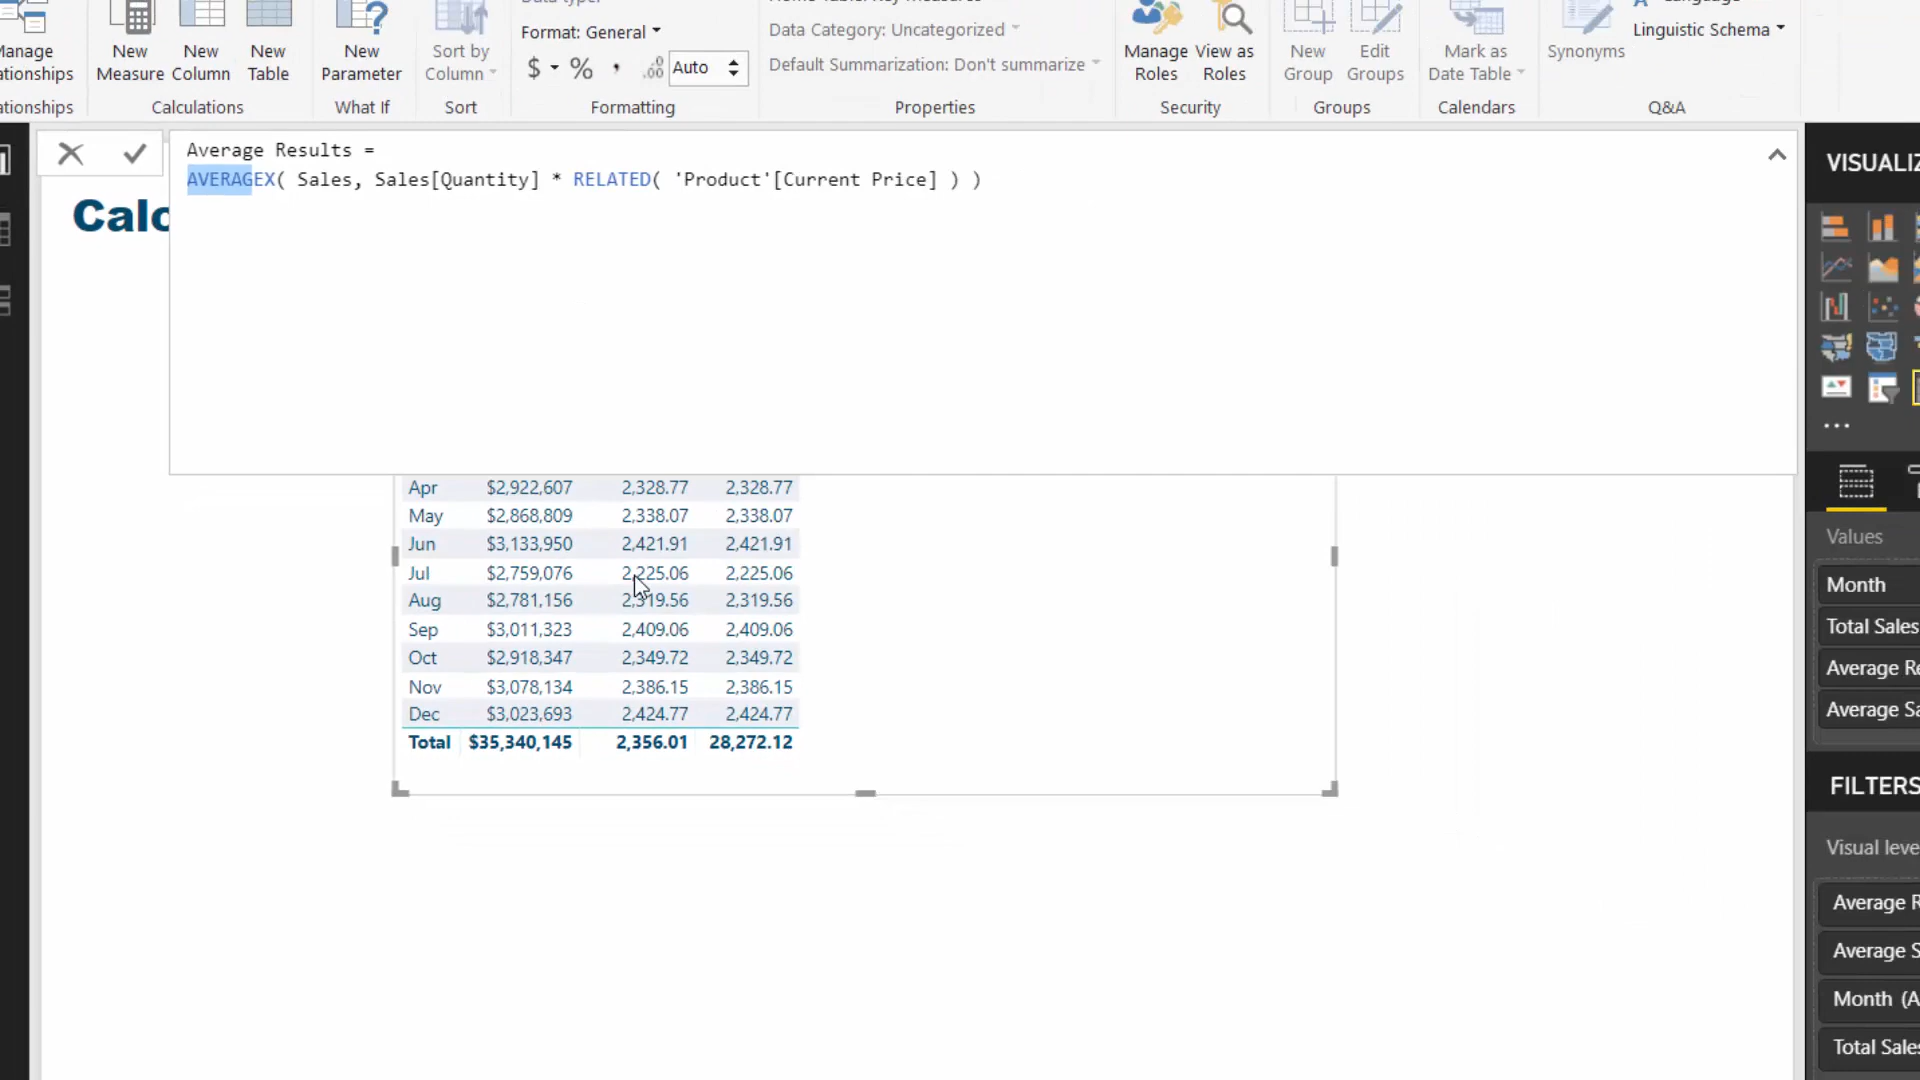 Format: General
Data Category: Uncategorized
Linguistic Schema
Manage
New
New
New
New
Sort by
$ % , Auto
Default Summarization: Don't summarize
Manage
View as
New
Edit
Mark as
Synonyms
Measure
Column
Table
Parameter
Column
Roles
Roles
Group
Groups
Date Table
Calculations
What If
Sort
Formatting
Properties
Security
Groups
Calendars
Q&A
Average Results =
AVERAGEX( Sales, Sales[Quantity] * RELATED( 'Product'[Current Price] ) )
Calc
VISUALIZ
Apr $2,922,607 2,328.77 2,328.77
May $2,868,809 2,338.07 2,338.07
Jun $3,133,950 2,421.91 2,421.91
Jul $2,759,076 2,225.06 2,225.06
Aug $2,781,156 2,319.56 2,319.56
Sep $3,011,323 2,409.06 2,409.06
Oct $2,918,347 2,349.72 2,349.72
Nov $3,078,134 2,386.15 2,386.15
Dec $3,023,693 2,424.77 2,424.77
Total $35,340,145 2,356.01 28,272.12
Values
Month
Total Sales
Average Re
Average Sa
FILTERS
Visual leve
Average R
Average S
Month (A
Total Sales